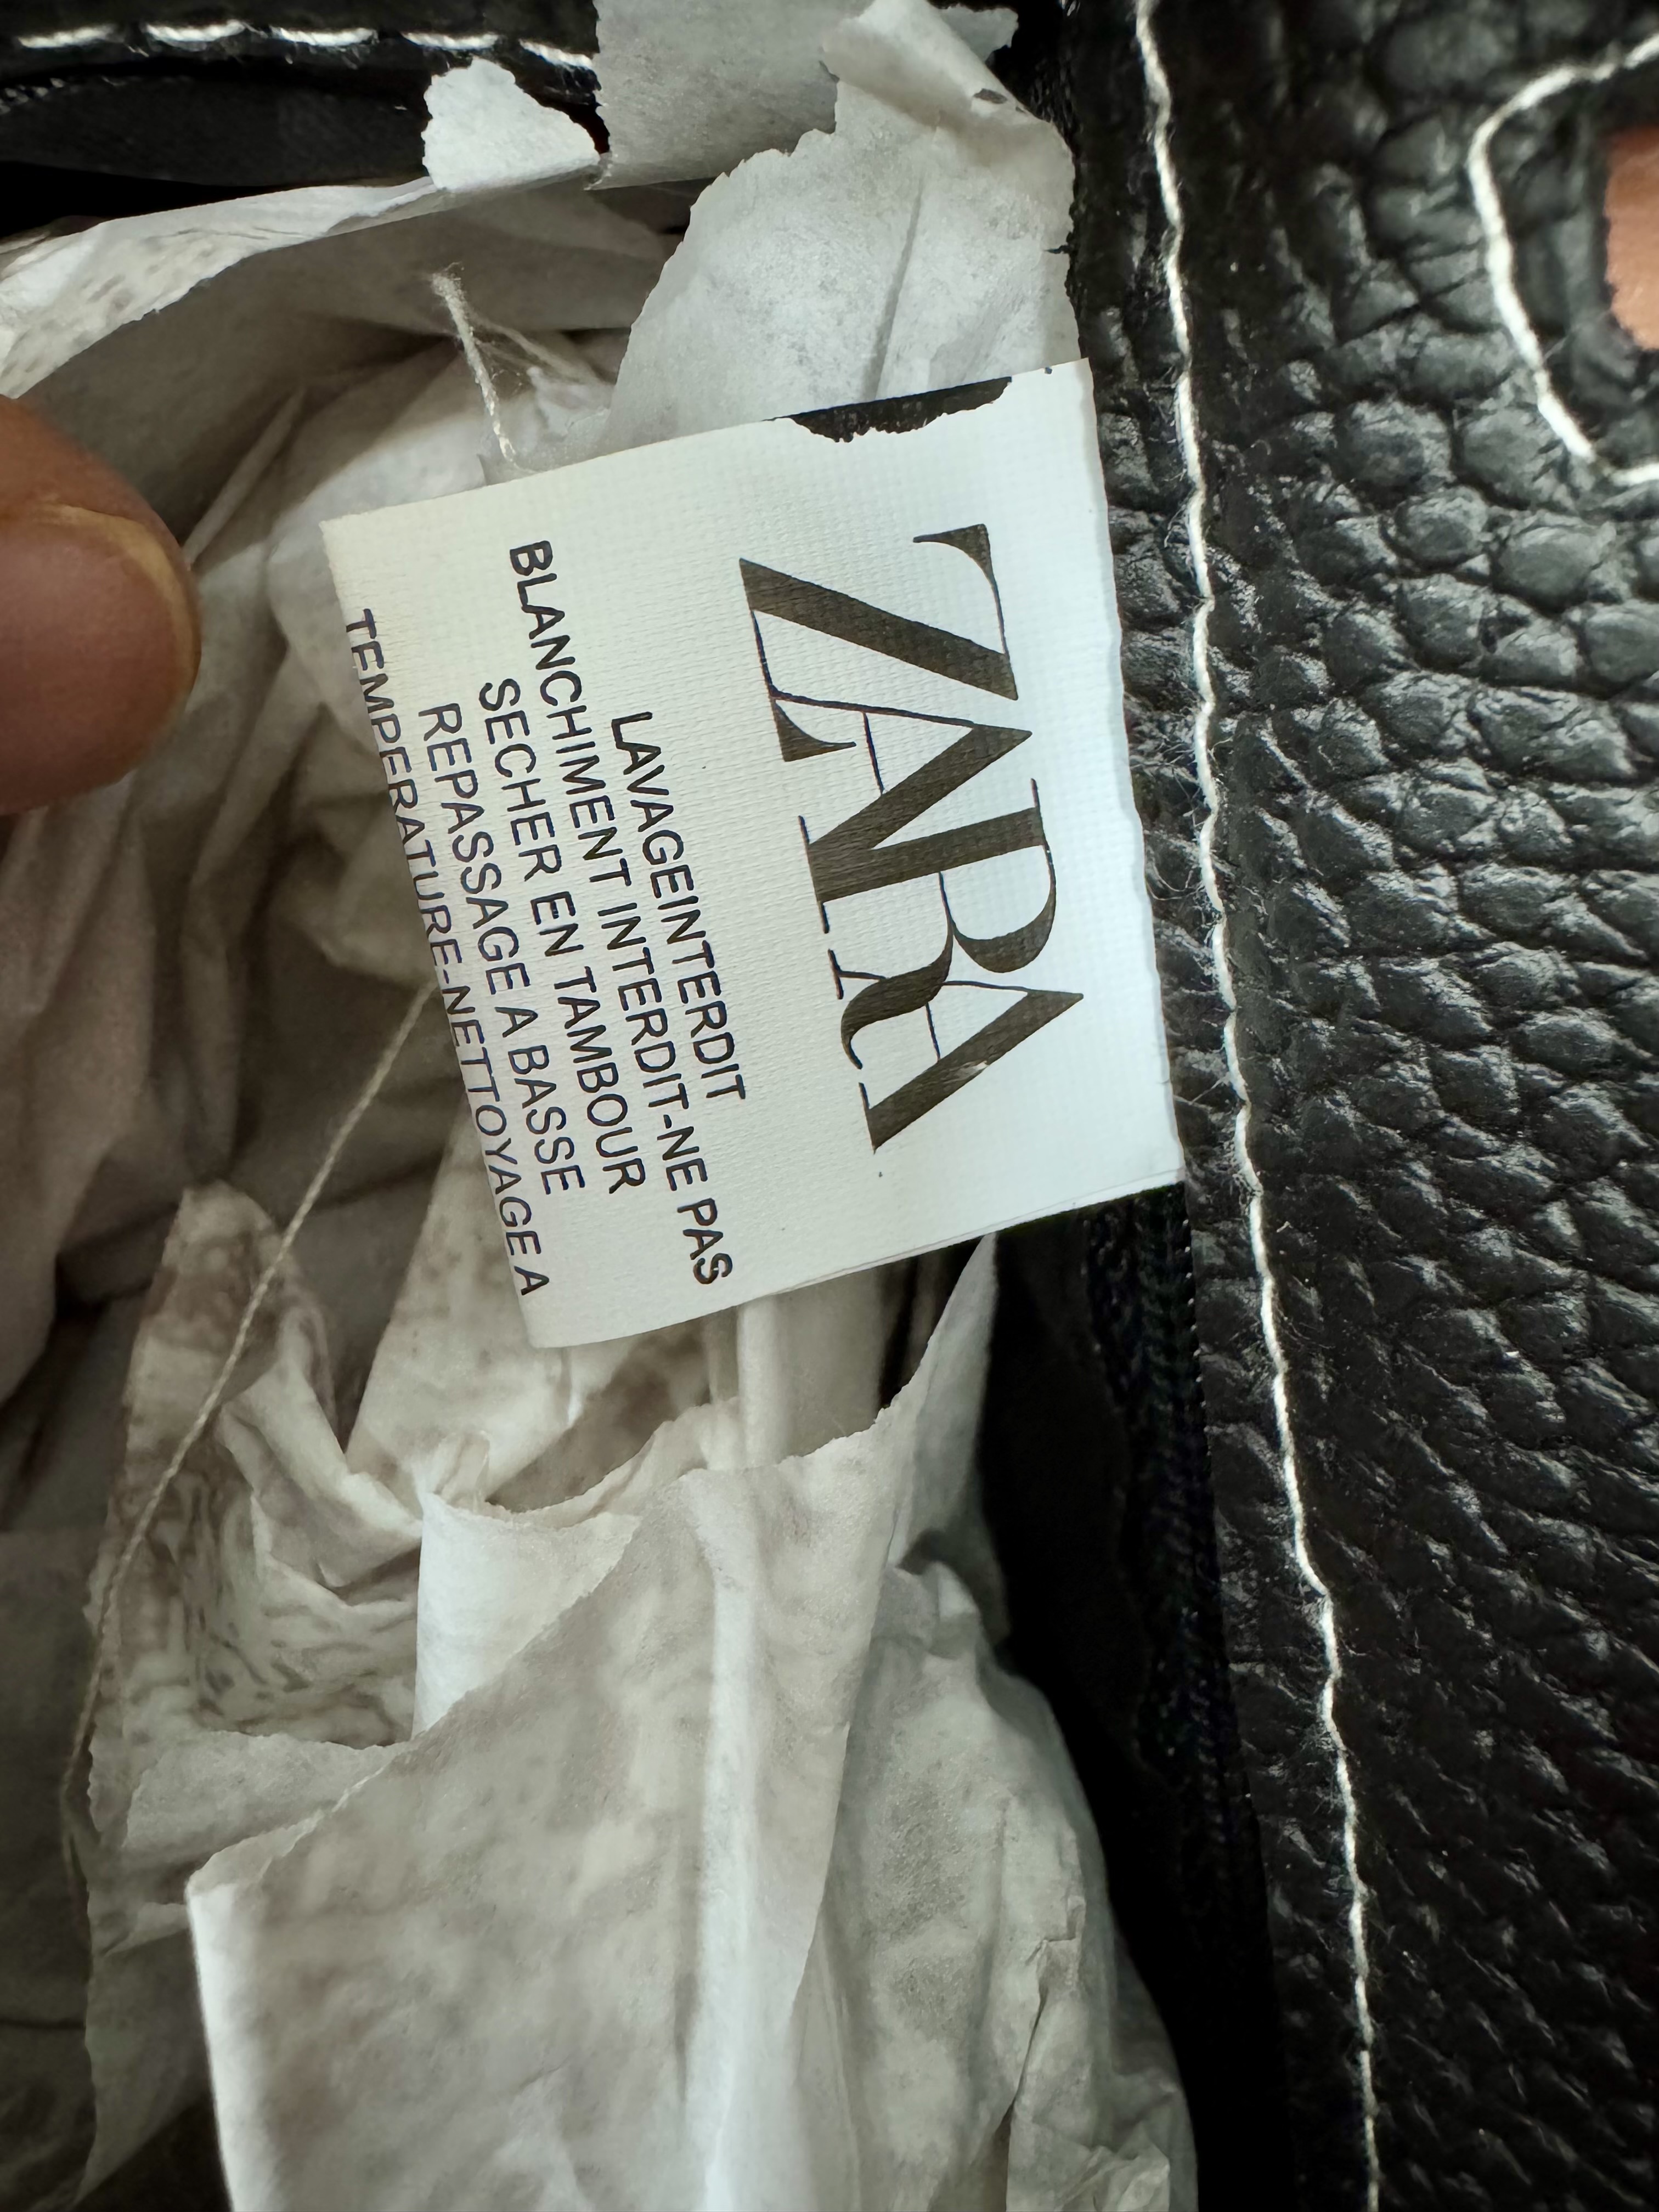 ZARA
LAVAGEINTERDIT
BLANCHIMENT INTERDIT-NE PAS
SECHER EN TAMBOUR
REPASSAGE A BASSE
TEMPERATURE-NETTOYAGE A